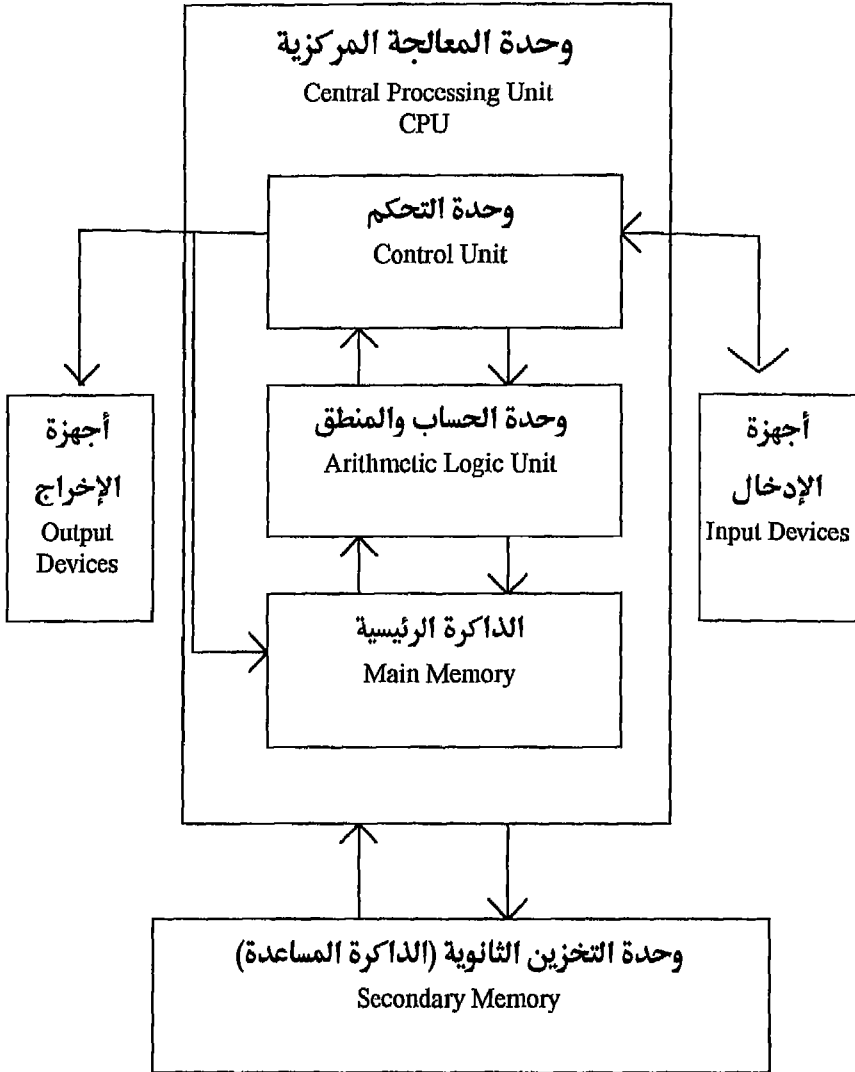 وحدة المعالجة المركزية
Central Processing Unit
CPU
وحدة التحكم
Control Unit
أجهزة
الإدخال
Input Devices
وحدة الحساب والمنطق
Arithmetic Logic Unit
أجهزة
الإخراج
Output
Devices
الذاكرة الرئيسية
Main Memory
وحدة التخزين الثانوية (الذاكرة المساعدة)
Secondary Memory